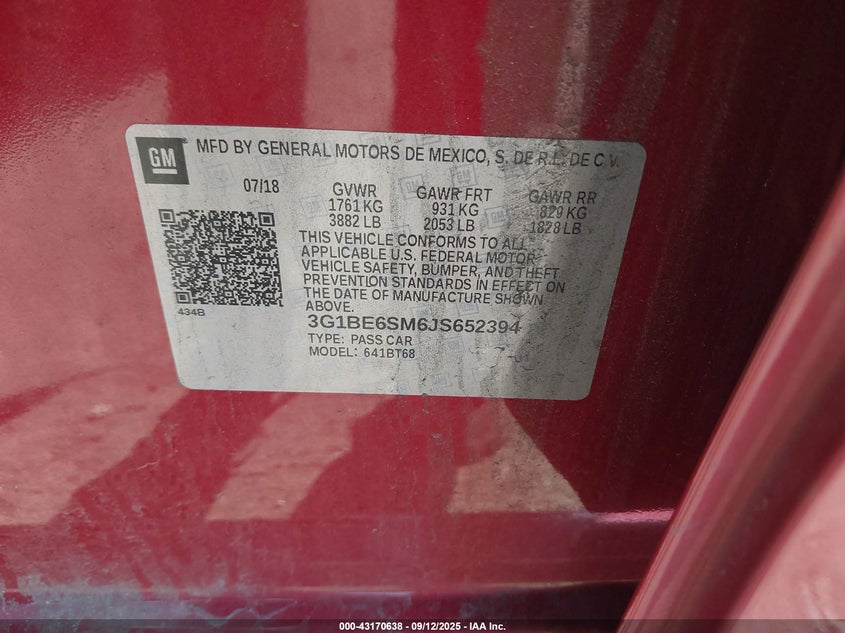 GM
MFD BY GENERAL MOTORS DE MEXICO, S. DE R.L. DE C.V.
07/18 GVWR GAWR FRT GAWR RR
1761 KG 931 KG 829 KG
3882 LB 2053 LB 1828 LB
THIS VEHICLE CONFORMS TO ALL
APPLICABLE U.S. FEDERAL MOTOR
VEHICLE SAFETY, BUMPER, AND THEFT
PREVENTION STANDARDS IN EFFECT ON
THE DATE OF MANUFACTURE SHOWN
ABOVE.
434B
3G1BE6SM6JS652394
TYPE: PASS CAR
MODEL: 641BT68
000-43170638 - 09/12/2025 - IAA Inc.